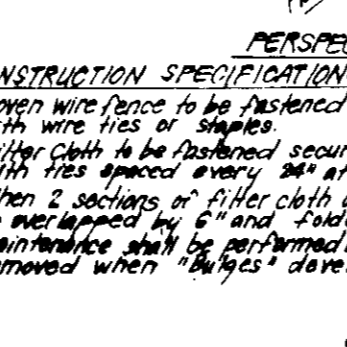 PERSPEC
NSTRUCTION SPECIFICATION
oven wire fence to be fastened
th wire ties or staples.
ilter Cloth to be fastened secur
ith ties spaced every 24" at
hen 2 sections of filter cloth a
overlapped by 6" and fold
aintenance shall be performed
emoved when "Bulges" deve